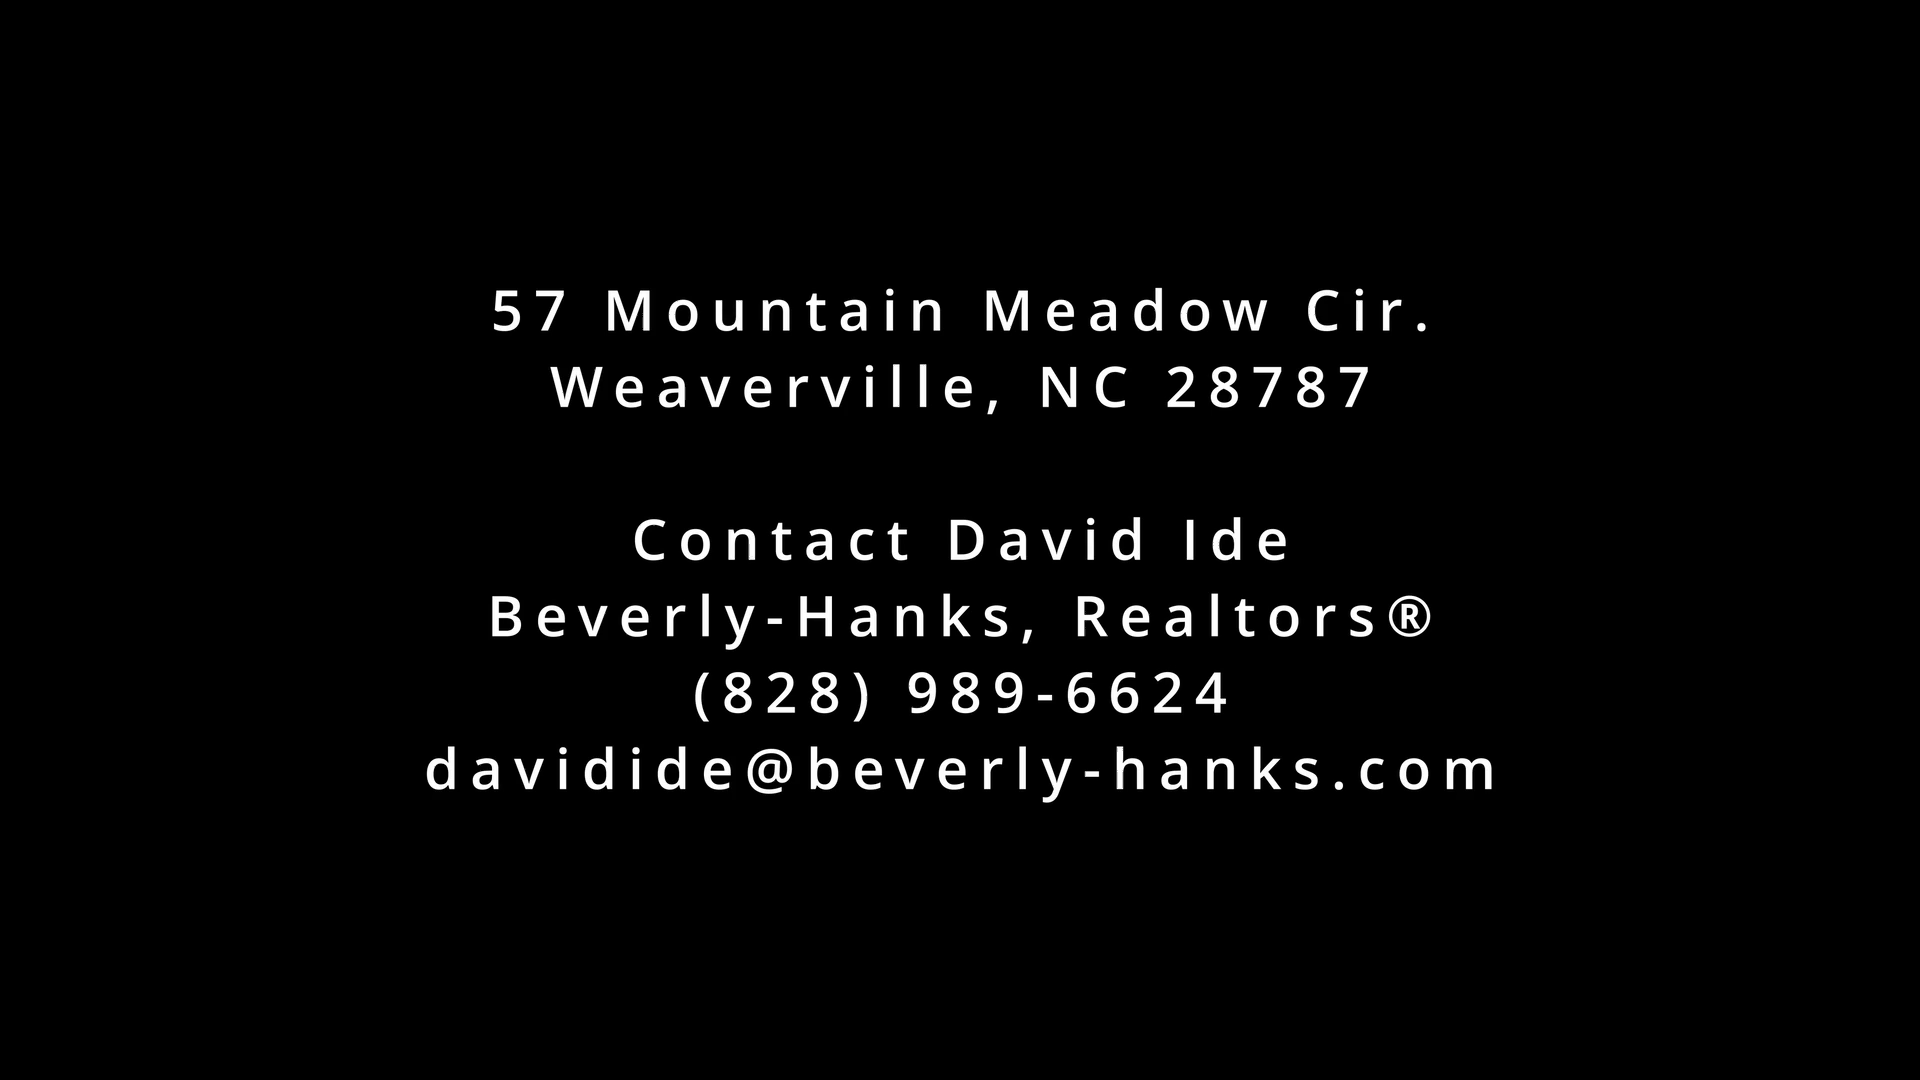 57 Mountain Meadow Cir.
Weaverville, NC 28787
Contact David Ide
Beverly-Hanks, Realtors®
(828) 989-6624
davidide@beverly-hanks.com